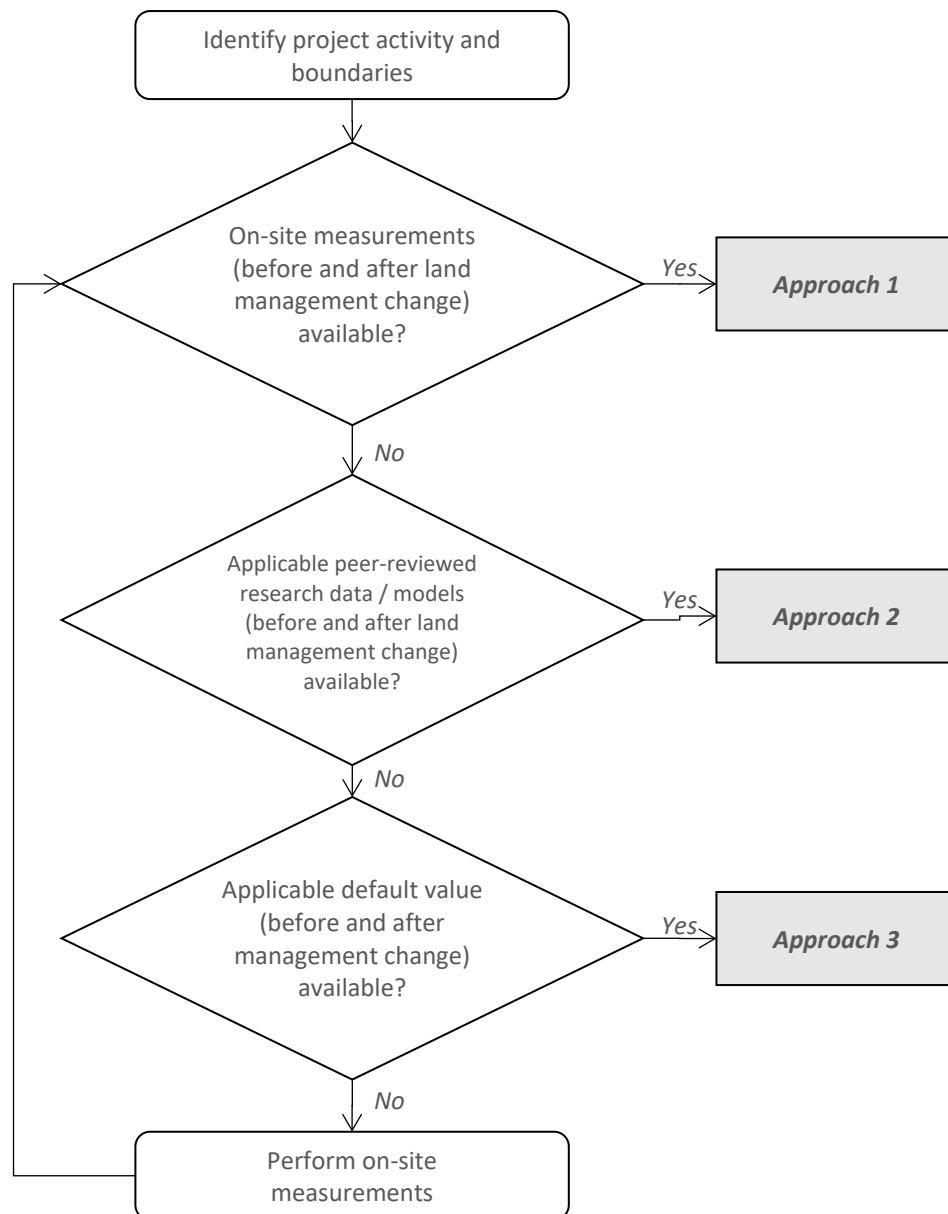 Identify project activity and
boundaries
On-site measurements
(before and after land
management change)
available?
Yes
Approach 1
No
Applicable peer-reviewed
research data / models
(before and after land
management change)
available?
Yes
Approach 2
No
Applicable default value
(before and after
management change)
available?
Yes
Approach 3
No
Perform on-site
measurements